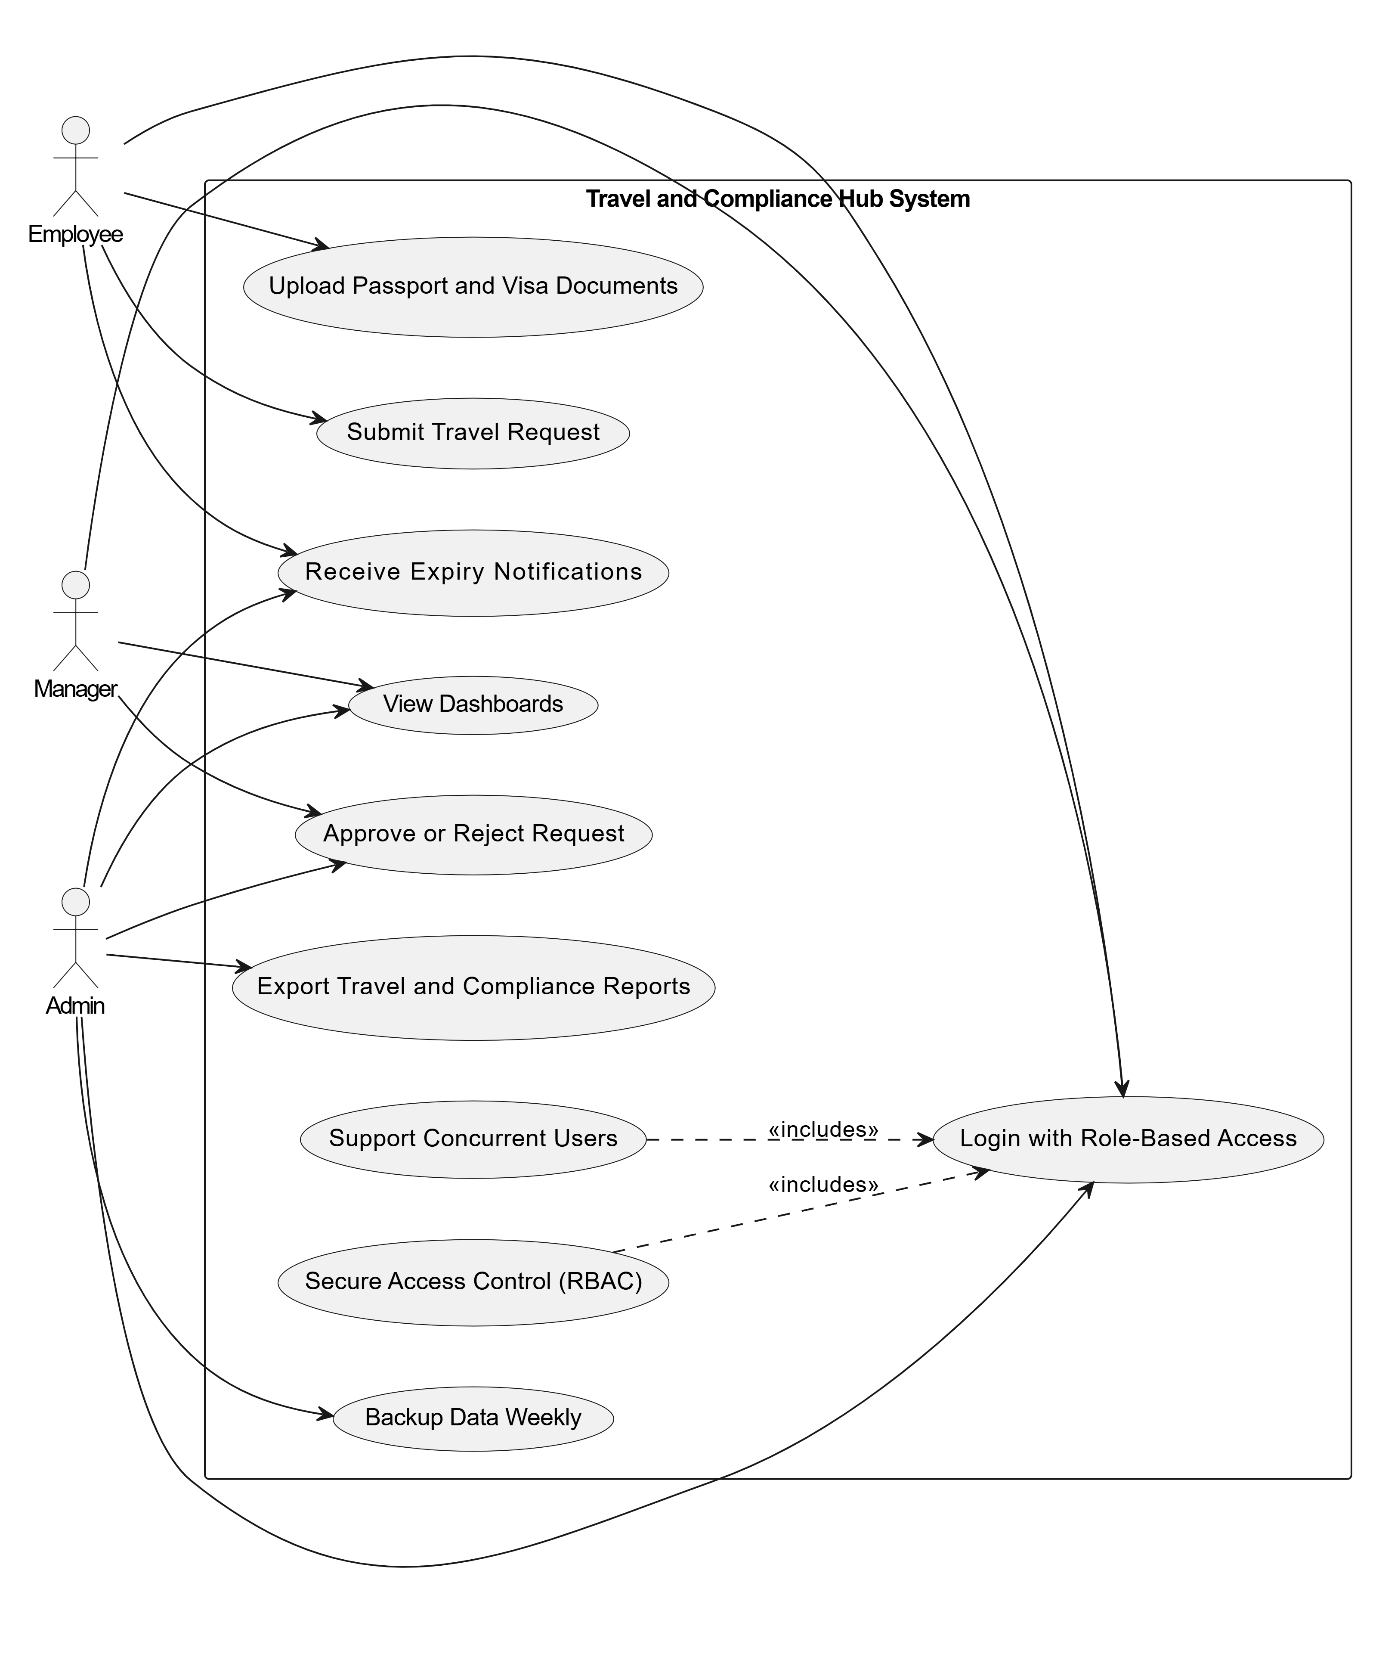 Travel and Compliance Hub System
Employee
Upload Passport and Visa Documents
Submit Travel Request
Receive Expiry Notifications
Manager
View Dashboards
Approve or Reject Request
Admin
Export Travel and Compliance Reports
Support Concurrent Users
«includes»
Login with Role-Based Access
«includes»
Secure Access Control (RBAC)
Backup Data Weekly